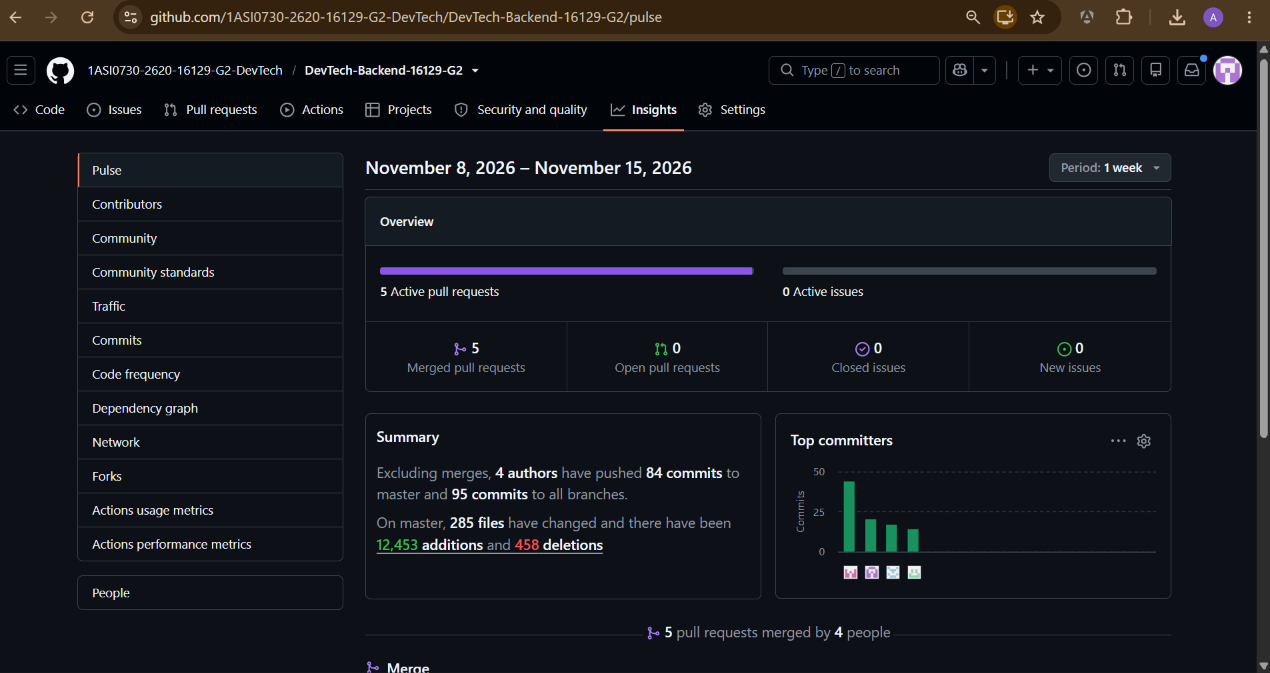 github.com/1ASI0730-2620-16129-G2-DevTech/DevTech-Backend-16129-G2/pulse
A
1ASI0730-2620-16129-G2-DevTech / DevTech-Backend-16129-G2
Type / to search
Code Issues Pull requests Actions Projects Security and quality Insights Settings
Pulse
Contributors
Community
Community standards
Traffic
Commits
Code frequency
Dependency graph
Network
Forks
Actions usage metrics
Actions performance metrics
People
November 8, 2026 – November 15, 2026
Period: 1 week
Overview
5 Active pull requests
0 Active issues
5
Merged pull requests
0
Open pull requests
0
Closed issues
0
New issues
Summary
Excluding merges, 4 authors have pushed 84 commits to
master and 95 commits to all branches.
On master, 285 files have changed and there have been
12,453 additions and 458 deletions
Top committers
Commits
50
25
0
5 pull requests merged by 4 people
Merge